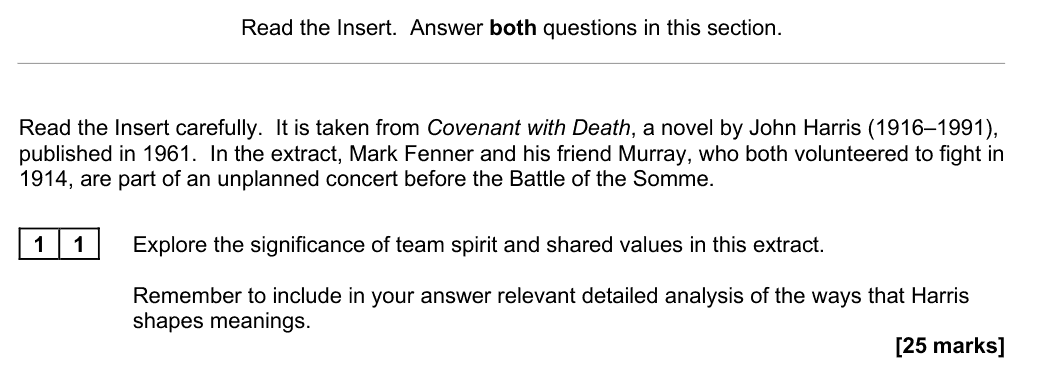 Read the Insert.  Answer both questions in this section.
Read the Insert carefully.  It is taken from Covenant with Death, a novel by John Harris (1916–1991),
published in 1961.  In the extract, Mark Fenner and his friend Murray, who both volunteered to fight in
1914, are part of an unplanned concert before the Battle of the Somme.
1 1 Explore the significance of team spirit and shared values in this extract.
Remember to include in your answer relevant detailed analysis of the ways that Harris
shapes meanings.
[25 marks]